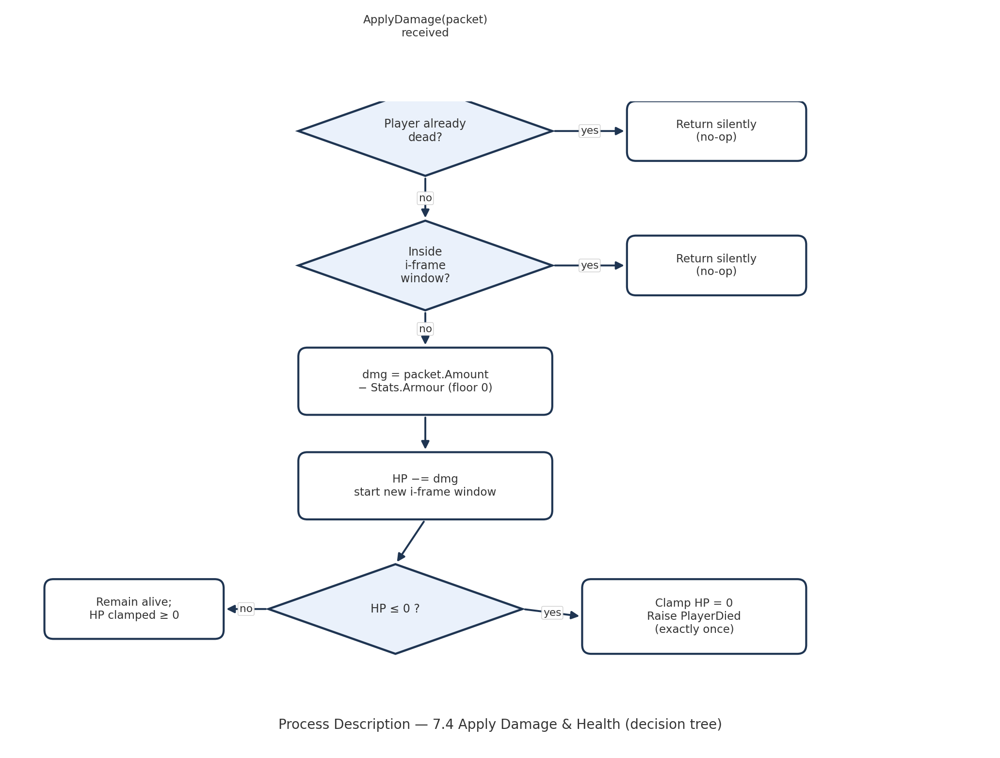 ApplyDamage(packet)
received
Player already
dead?
yes
Return silently
(no-op)
no
Inside
i-frame
window?
yes
Return silently
(no-op)
no
dmg = packet.Amount
− Stats.Armour (floor 0)
HP −= dmg
start new i-frame window
Remain alive;
HP clamped ≥ 0
no
HP ≤ 0 ?
yes
Clamp HP = 0
Raise PlayerDied
(exactly once)
Process Description — 7.4 Apply Damage & Health (decision tree)